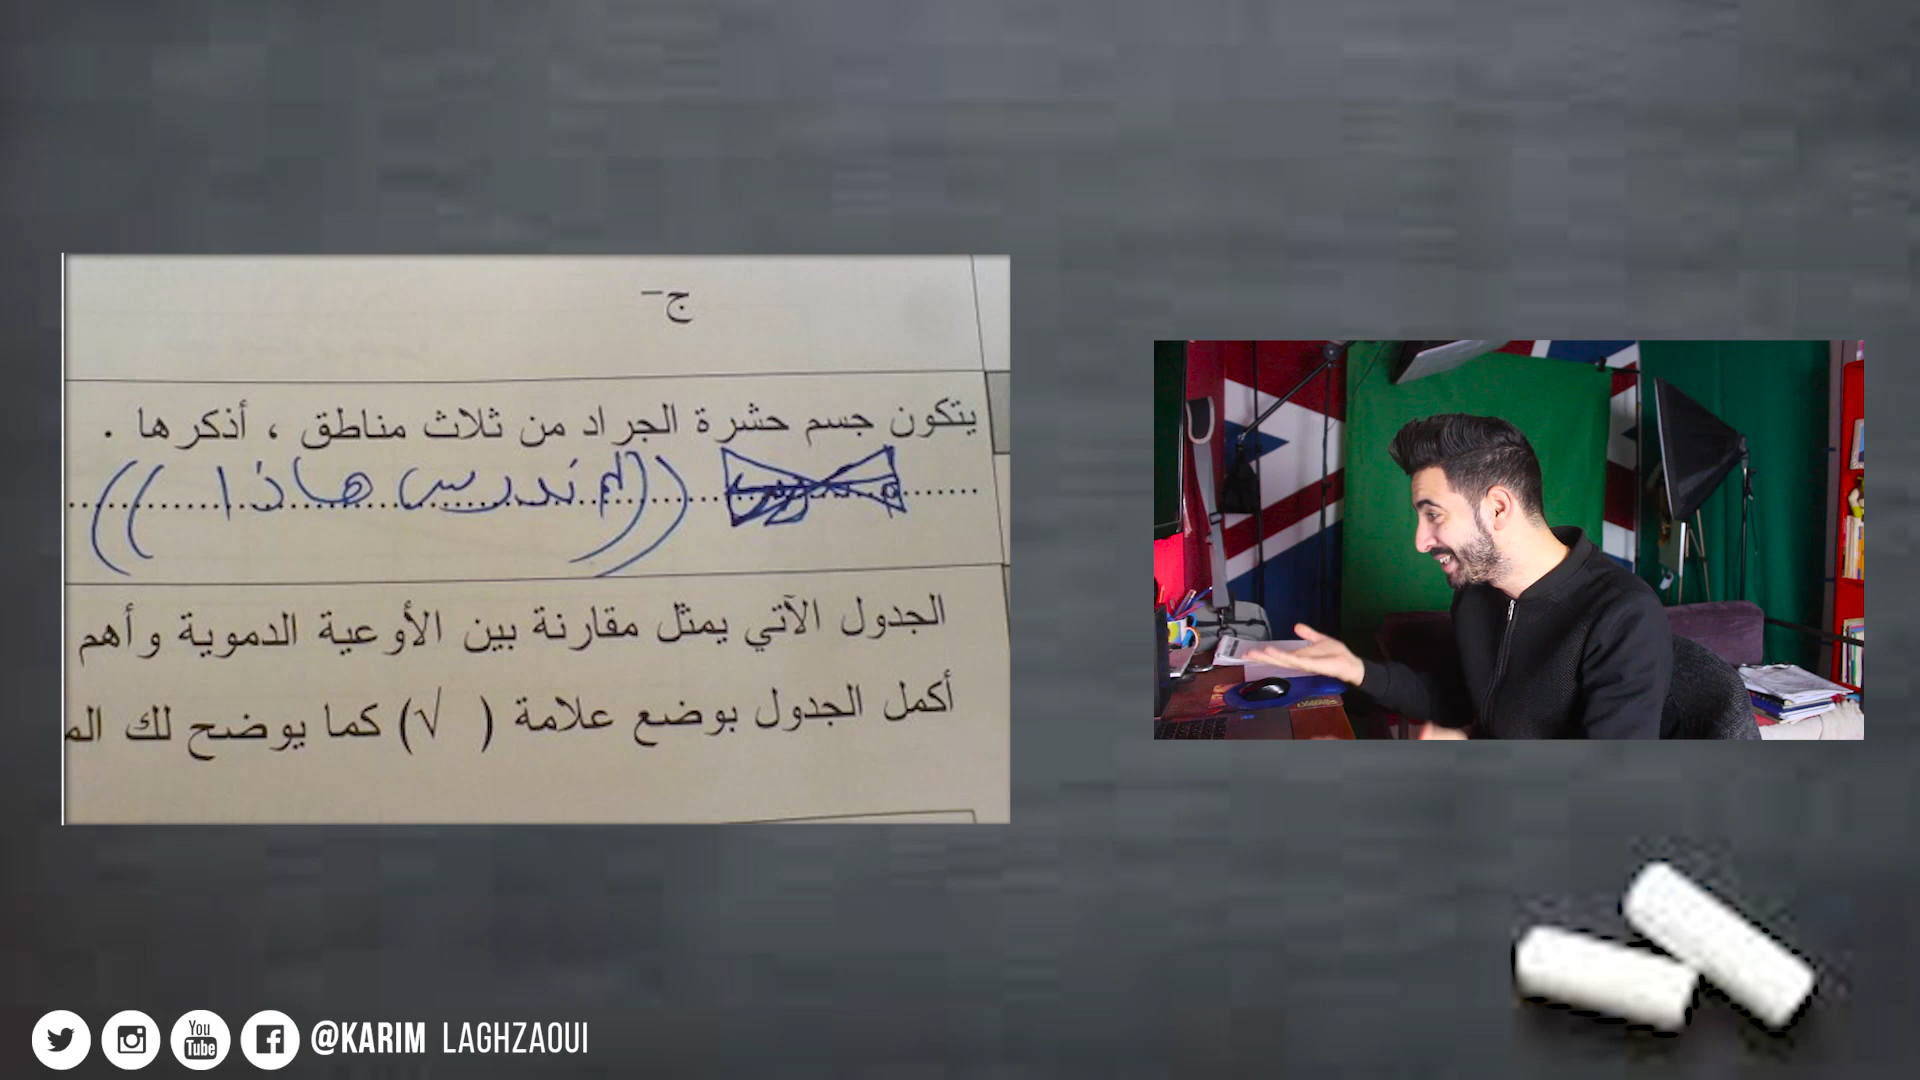 ج-
يتكون جسم حشرة الجراد من ثلاث مناطق ، أذكرها .
((لم ندرس هاذا))
الجدول الآتي يمثل مقارنة بين الأوعية الدموية وأهم
أكمل الجدول بوضع علامة ( √ ) كما يوضح لك الم
You Tube
@KARIM LAGHZAOUI